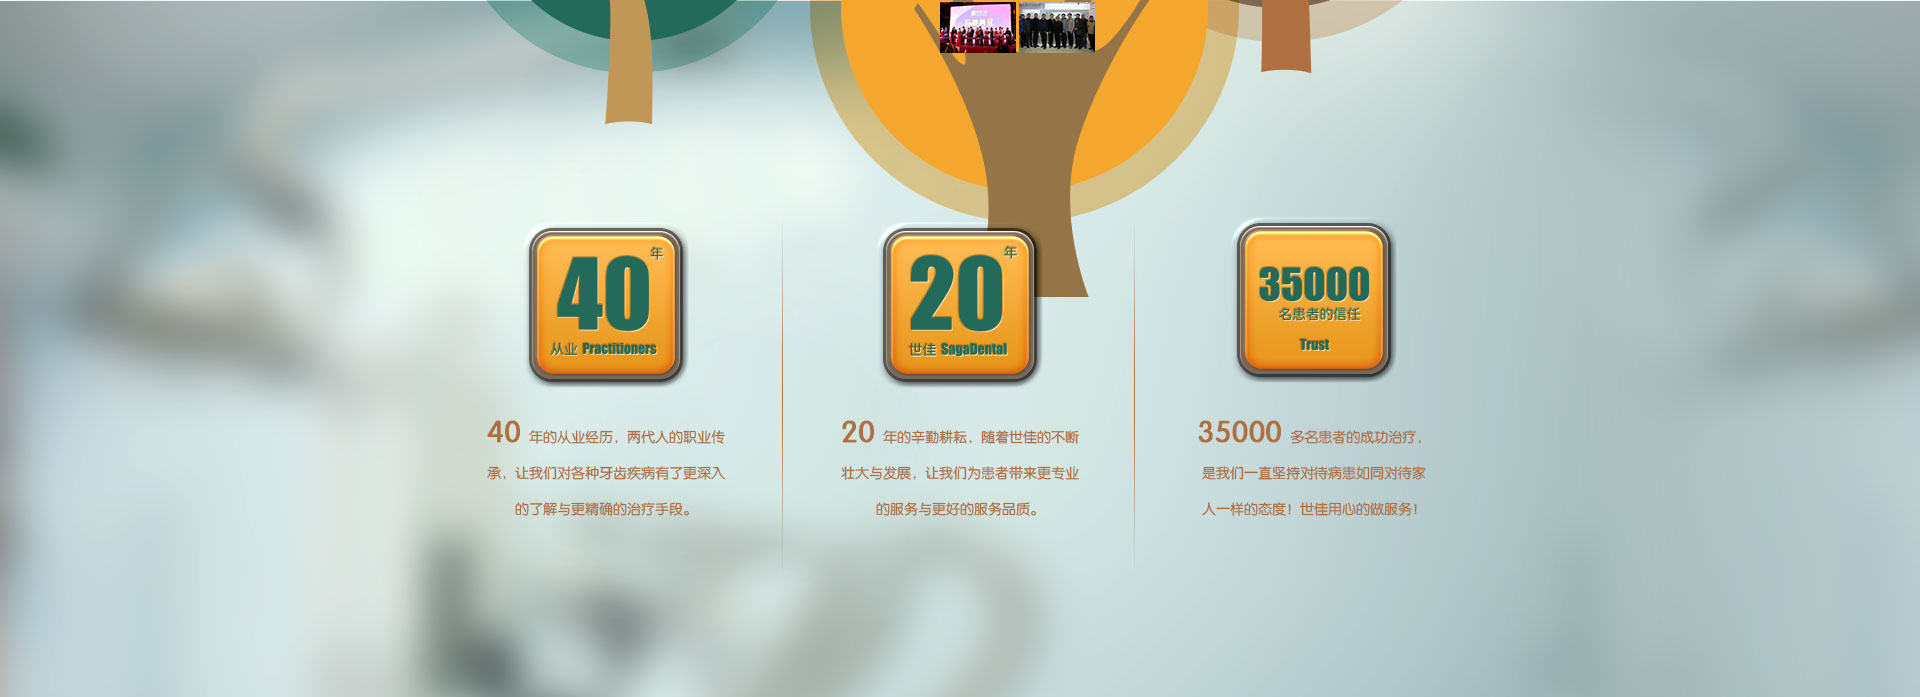 年
40
从业 Practitioners
年
20
世佳 SagaDental
35000
名患者的信任
Trust
40 年的从业经历，两代人的职业传
承，让我们对各种牙齿疾病有了更深入
的了解与更精确的治疗手段。
20 年的辛勤耕耘，随着世佳的不断
壮大与发展，让我们为患者带来更专业
的服务与更好的服务品质。
35000 多名患者的成功治疗，
是我们一直坚持对待病患如同对待家
人一样的态度！世佳用心的做服务！